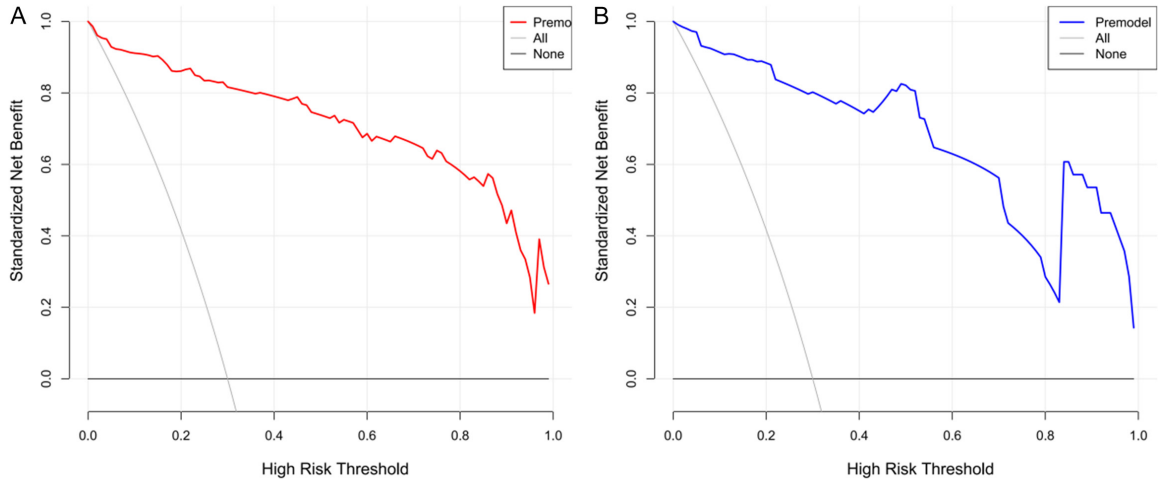 A
Standardized Net Benefit
1.0
0.8
0.6
0.4
0.2
0.0
Premo
All
None
0.0 0.2 0.4 0.6 0.8 1.0
High Risk Threshold
B
Standardized Net Benefit
1.0
0.8
0.6
0.4
0.2
0.0
Premodel
All
None
0.0 0.2 0.4 0.6 0.8 1.0
High Risk Threshold